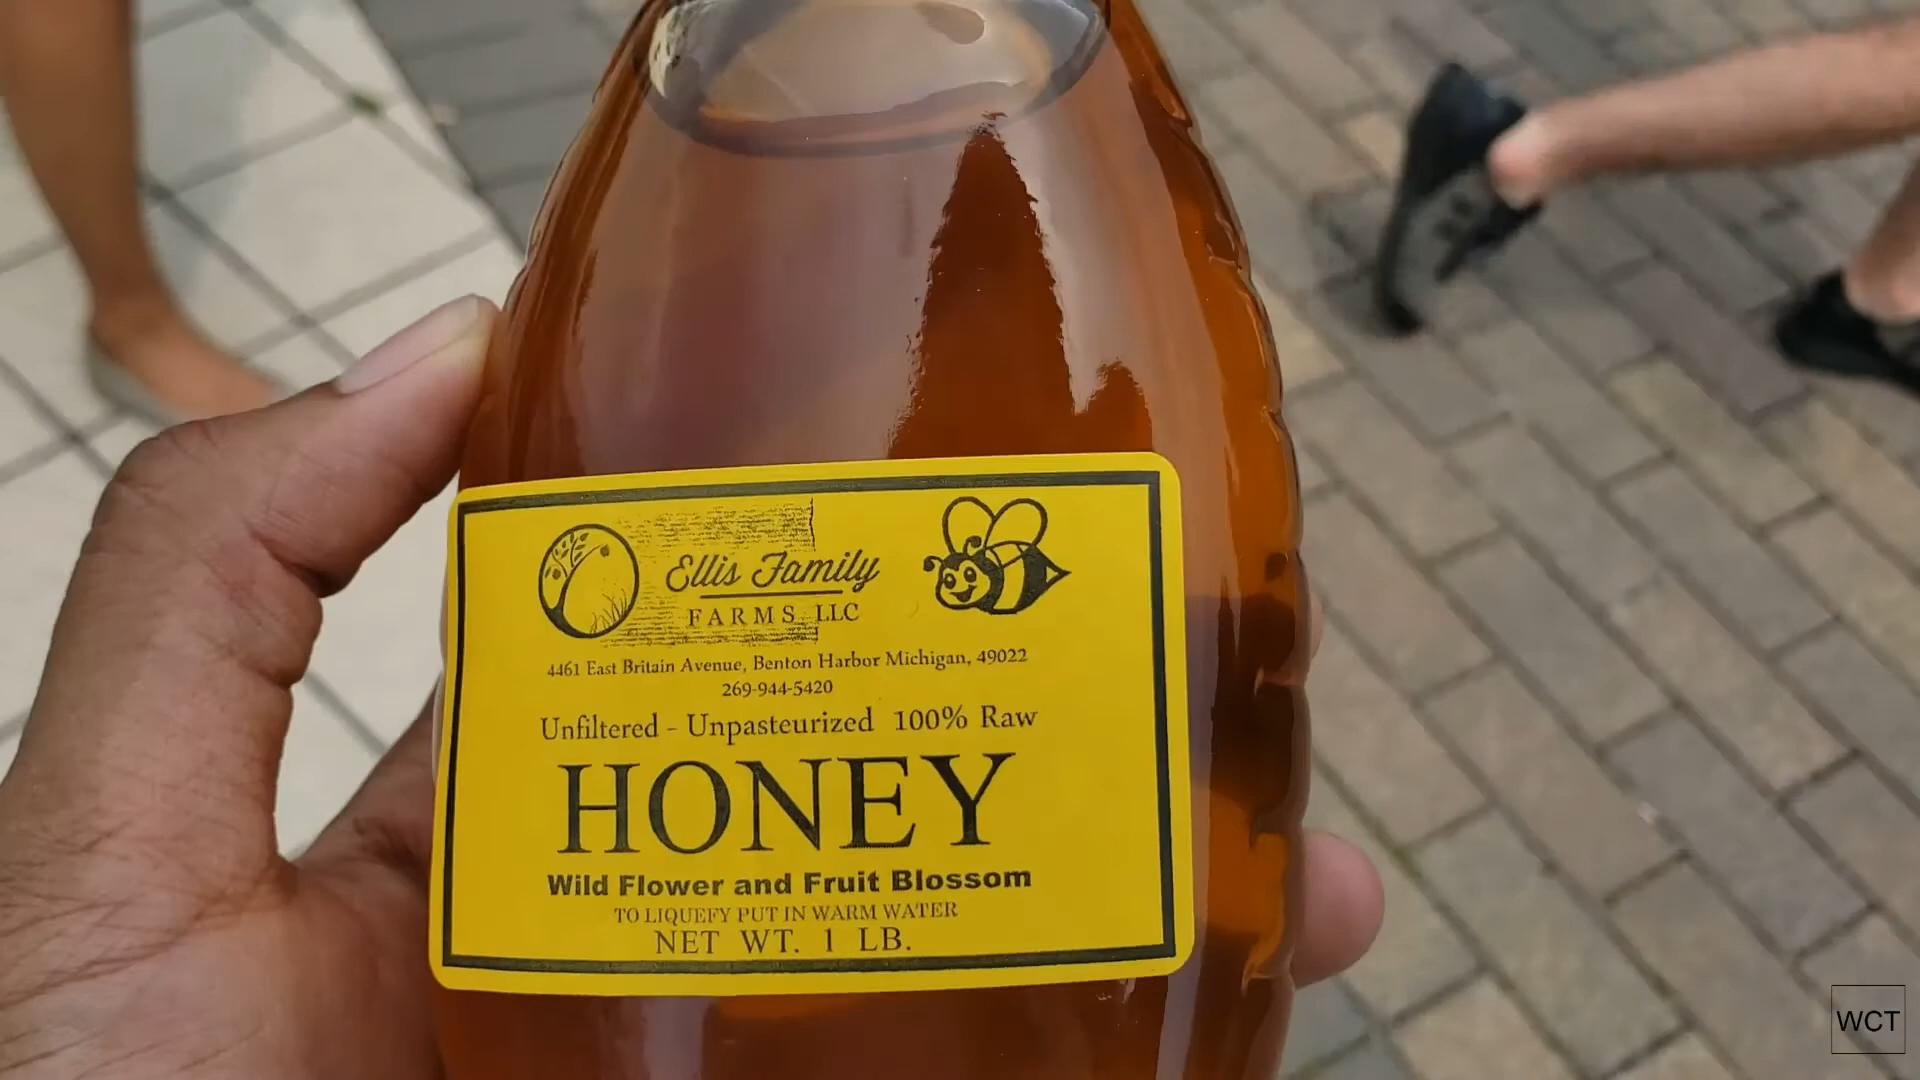 Ellis Family
FARMS, LLC
4461 East Britain Avenue, Benton Harbor Michigan, 49022
269-944-5420
Unfiltered - Unpasteurized 100% Raw
HONEY
Wild Flower and Fruit Blossom
TO LIQUEFY PUT IN WARM WATER
NET WT. 1 LB.
WCT